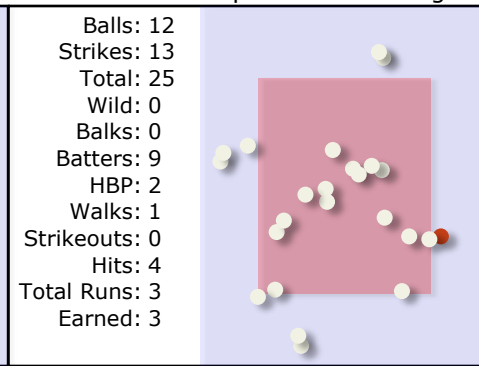 Balls: 12
Strikes: 13
Total: 25
Wild: 0
Balks: 0
Batters: 9
HBP: 2
Walks: 1
Strikeouts: 0
Hits: 4
Total Runs: 3
Earned: 3